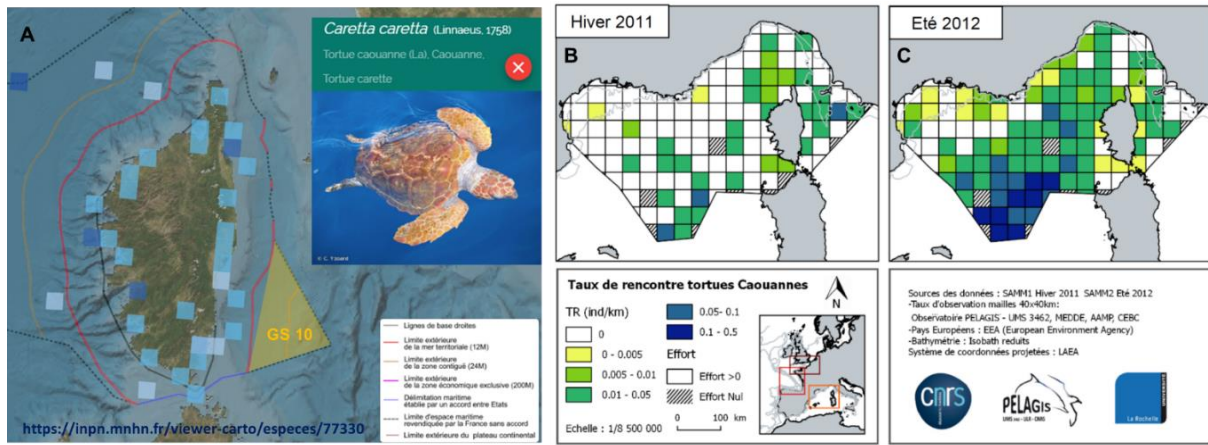 A
Caretta caretta (Linnaeus, 1758)
Tortue caouanne (La), Caouanne,
Tortue carette
GS 10
Lignes de base droites
Limite extérieure
de la mer territoriale (12M)
Limite extérieure
de la zone contiguë (24M)
Limite extérieure
de la zone économique exclusive (200M)
Délimitation maritime
établie par un accord entre Etats
Limite d'espace maritime
revendiquée par la France sans accord
Limite extérieure du plateau continental
https://inpn.mnhn.fr/viewer-carto/especes/77330
Hiver 2011
B
Eté 2012
C
Taux de rencontre tortues Caouannes
N
TR (ind/km)
0
0 - 0.005
0.005 - 0.01
0.01 - 0.05
0.05- 0.1
0.1 - 0.5
Effort
Effort >0
Effort Nul
0 100
km
Echelle : 1/8 500 000
Sources des données : SAMM1 Hiver 2011 SAMM2 Eté 2012
-Taux d'observation mailles 40x40km:
Observatoire PELAGIS - UMS 3462, MEDDE, AAMP, CEBC
-Pays Européens : EEA (European Environment Agency)
-Bathymétrie : Isobath reduits
Système de coordonnées projetées : LAEA
cnrs
PELAGIS
UMS 3462 - ULR - CNRS
La Rochelle
UNIVERSITÉ